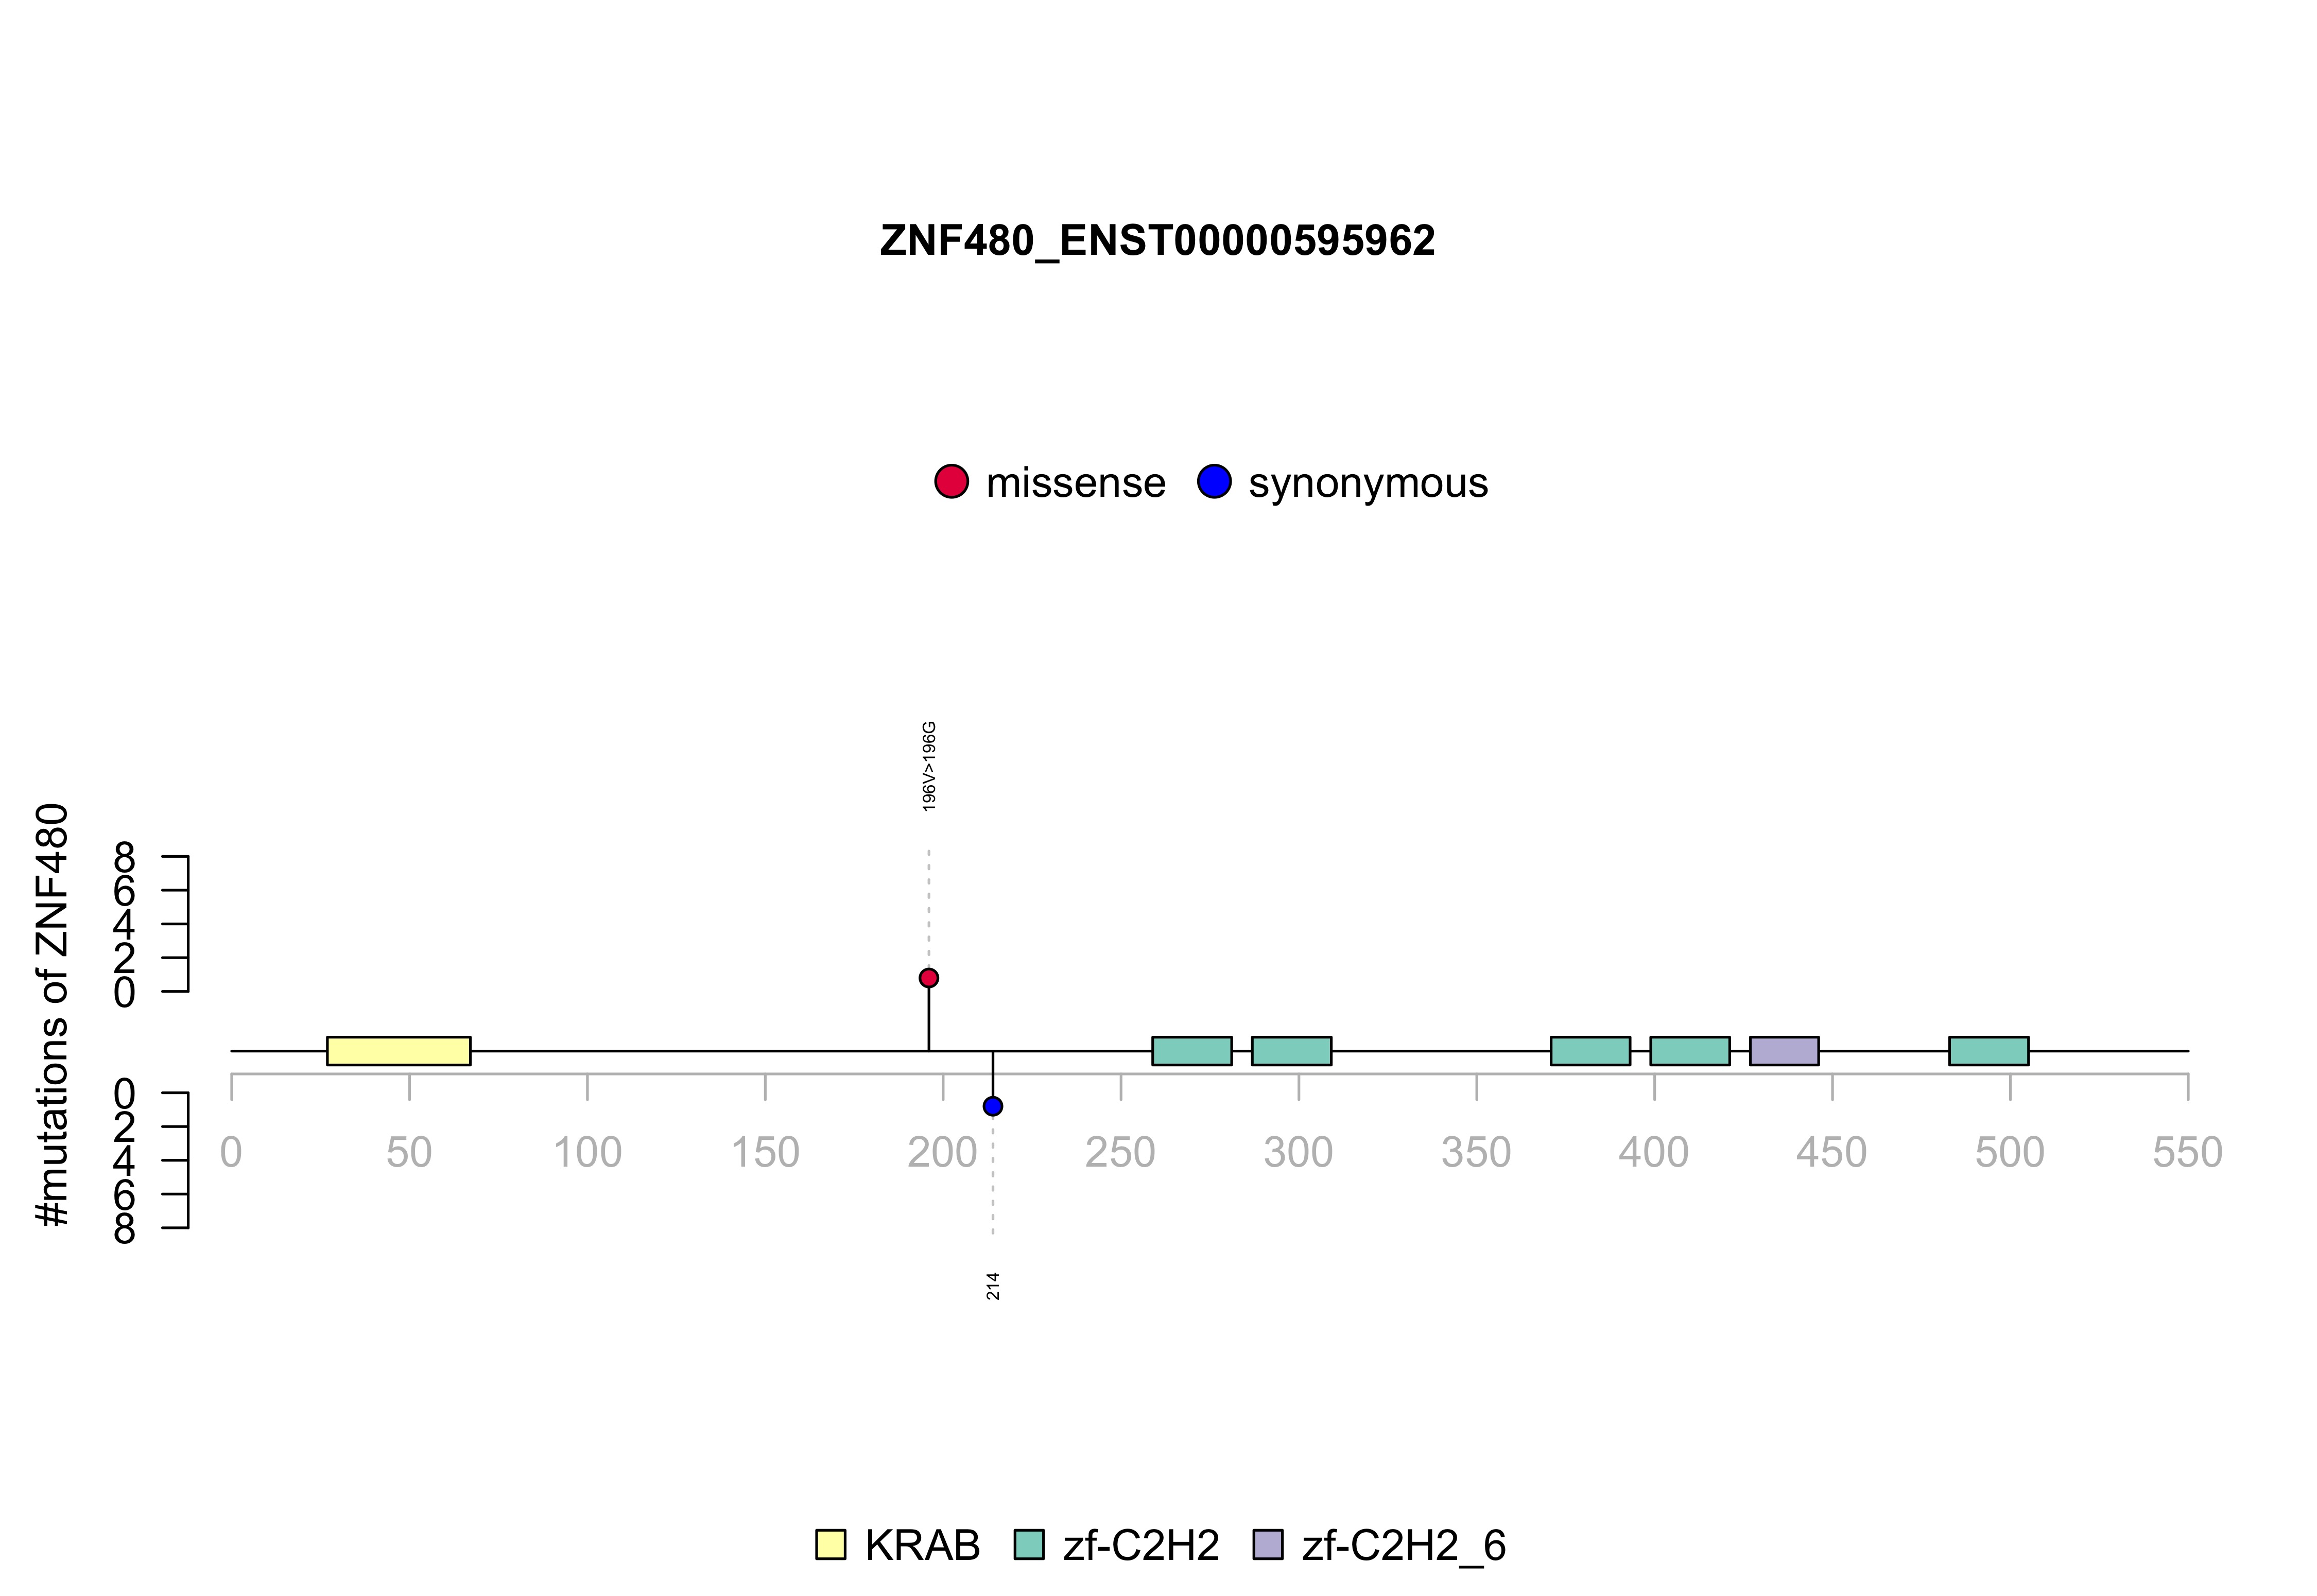 ZNF480_ENST00000595962
missense synonymous
196V>196G
#mutations of ZNF480
8
6
4
2
0
0
2
4
6
8
0 50 100 150 200 250 300 350 400 450 500 550
214
KRAB zf-C2H2 zf-C2H2_6